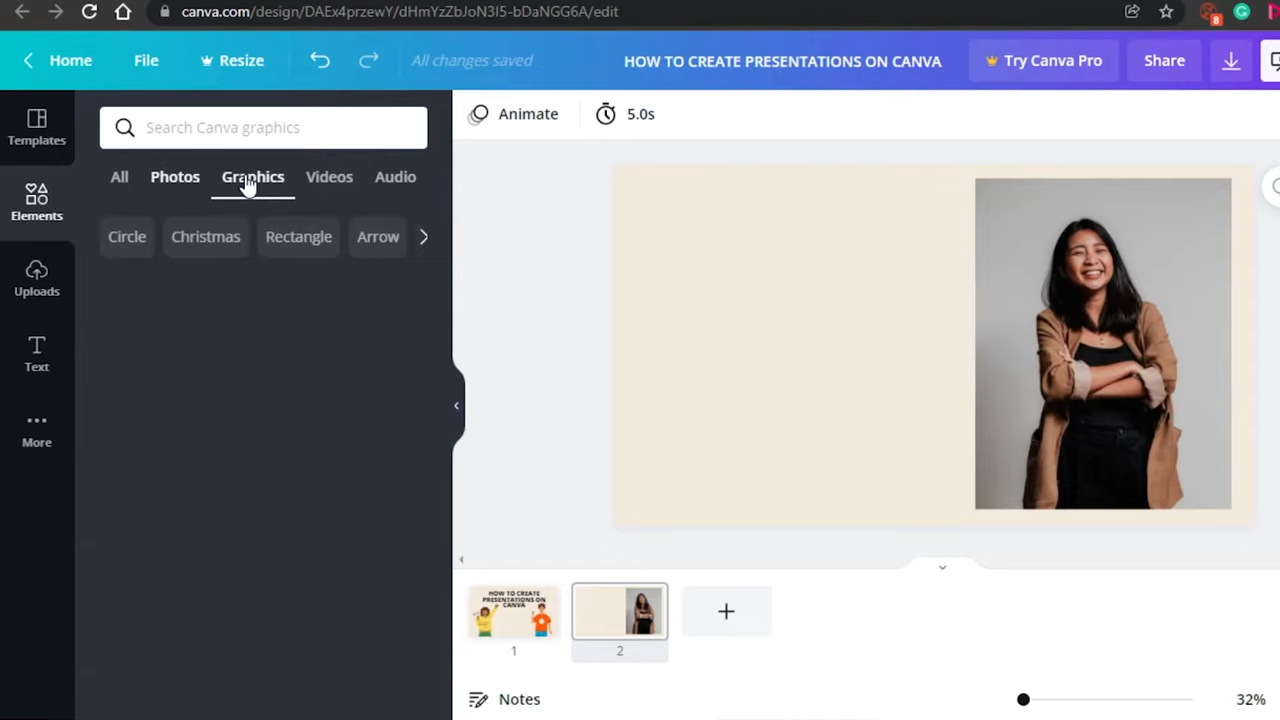 canva.com/design/DAEx4przewY/dHmYzZbJoN3I5-bDaNGG6A/edit
8
Home
File
Resize
All changes saved
HOW TO CREATE PRESENTATIONS ON CANVA
Try Canva Pro
Share
Templates
Elements
Uploads
Text
More
Search Canva graphics
All Photos Graphics Videos Audio
Circle Christmas Rectangle Arrow
Animate
5.0s
HOW TO CREATE
PRESENTATIONS ON
CANVA
1
2
Notes
32%